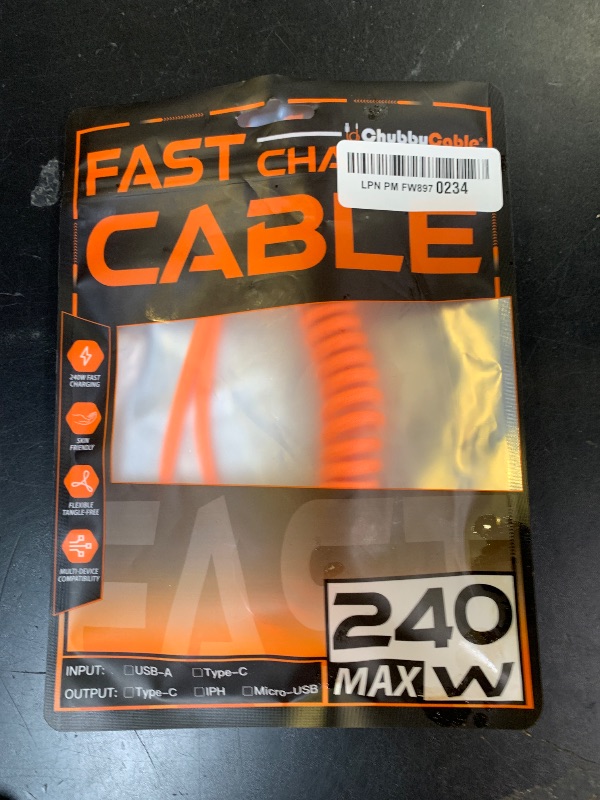 ChubbyCable®
FAST CHA
LPN PM FW897 0234
CABLE
240W FAST
CHARGING
SKIN
FRIENDLY
FLEXIBLE
TANGLE-FREE
MULTI-DEVICE
COMPATIBILITY
FAST
240
MAX W
INPUT: □USB-A □Type-C
OUTPUT: □Type-C □IPH □Micro-USB